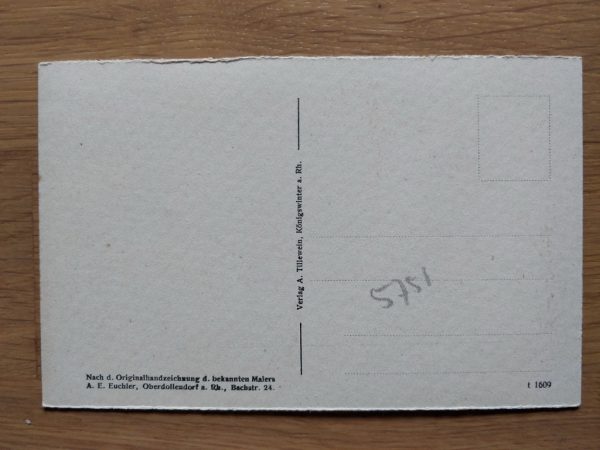 Verlag A. Tillewein, Königswinter a. Rh.
5751
Nach d. Originalhandzeichnung d. bekannten Malers
A. E. Euchler, Oberdollendorf a. Rh., Bachstr. 24.
t 1609